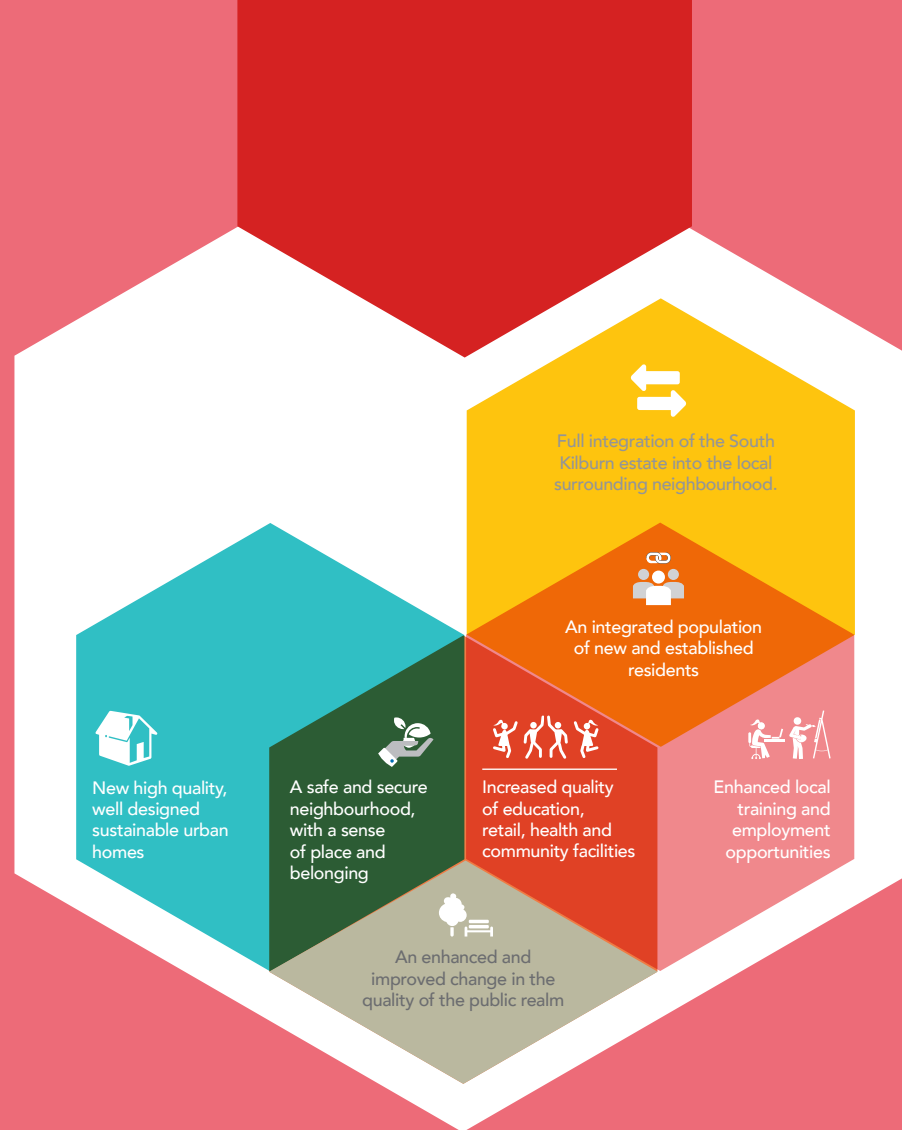 Full integration of the South
Kilburn estate into the local
surrounding neighbourhood.
An integrated population
of new and established
residents
New high quality,
well designed
sustainable urban
homes
A safe and secure
neighbourhood,
with a sense
of place and
belonging
Increased quality
of education,
retail, health and
community facilities
Enhanced local
training and
employment
opportunities
An enhanced and
improved change in the
quality of the public realm